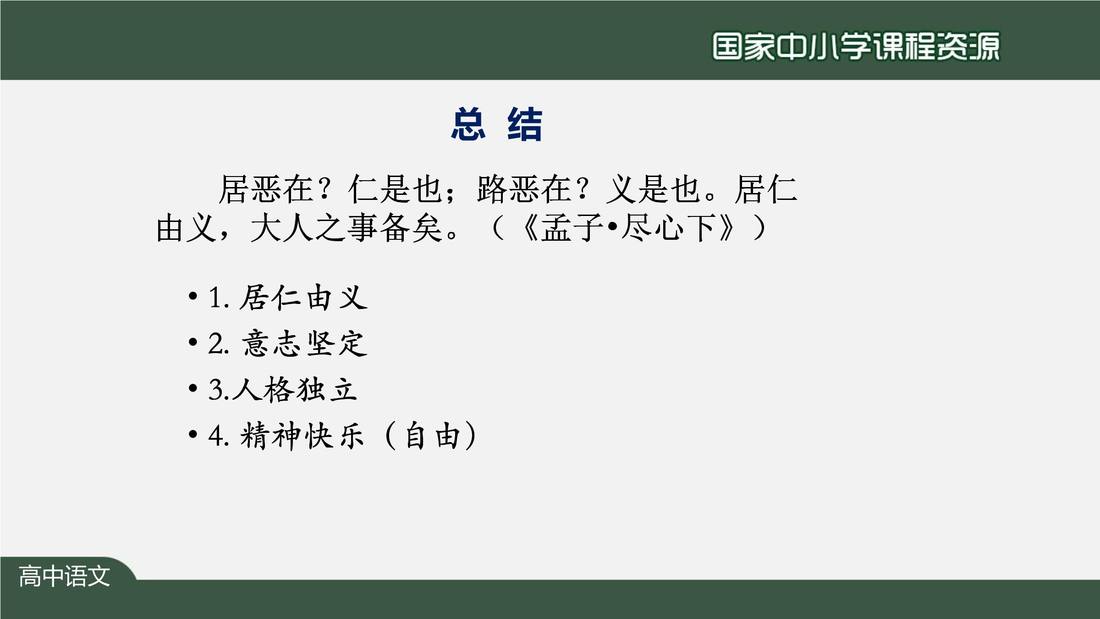 国家中小学课程资源
总 结
居恶在？仁是也；路恶在？义是也。居仁
由义，大人之事备矣。（《孟子•尽心下》）
• 1. 居仁由义
• 2. 意志坚定
• 3.人格独立
• 4. 精神快乐（自由）
高中语文